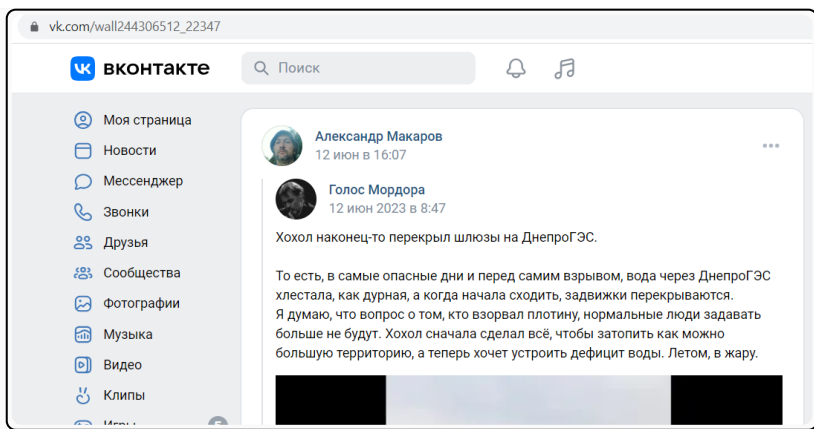 vk.com/wall244306512_22347
вконтакте
Поиск
Моя страница
Новости
Мессенджер
Звонки
Друзья
Сообщества
Фотографии
Музыка
Видео
Клипы
Игры
Александр Макаров
12 июн в 16:07
Голос Мордора
12 июн 2023 в 8:47
Хохол наконец-то перекрыл шлюзы на ДнепроГЭС.
То есть, в самые опасные дни и перед самим взрывом, вода через ДнепроГЭС
хлестала, как дурная, а когда начала сходить, задвижки перекрываются.
Я думаю, что вопрос о том, кто взорвал плотину, нормальные люди задавать
больше не будут. Хохол сначала сделал всё, чтобы затопить как можно
большую территорию, а теперь хочет устроить дефицит воды. Летом, в жару.